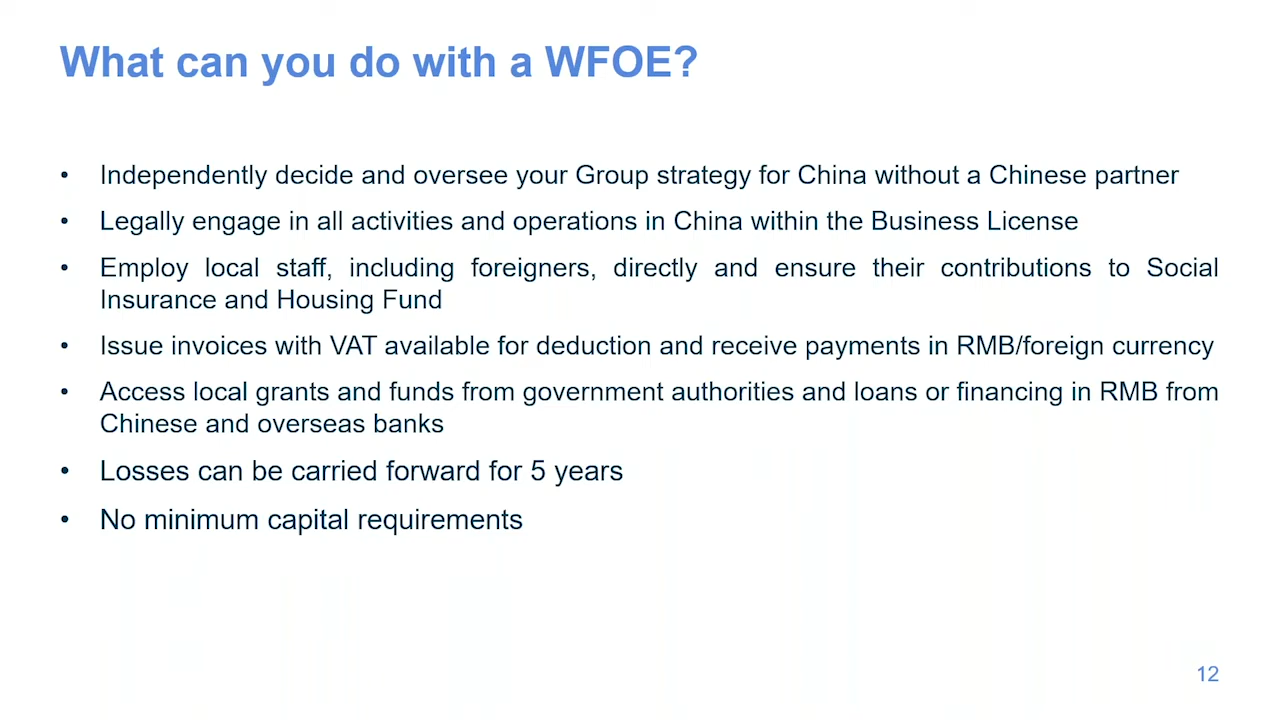 What can you do with a WFOE?
• Independently decide and oversee your Group strategy for China without a Chinese partner
• Legally engage in all activities and operations in China within the Business License
• Employ local staff, including foreigners, directly and ensure their contributions to Social
Insurance and Housing Fund
• Issue invoices with VAT available for deduction and receive payments in RMB/foreign currency
• Access local grants and funds from government authorities and loans or financing in RMB from
Chinese and overseas banks
• Losses can be carried forward for 5 years
• No minimum capital requirements
12